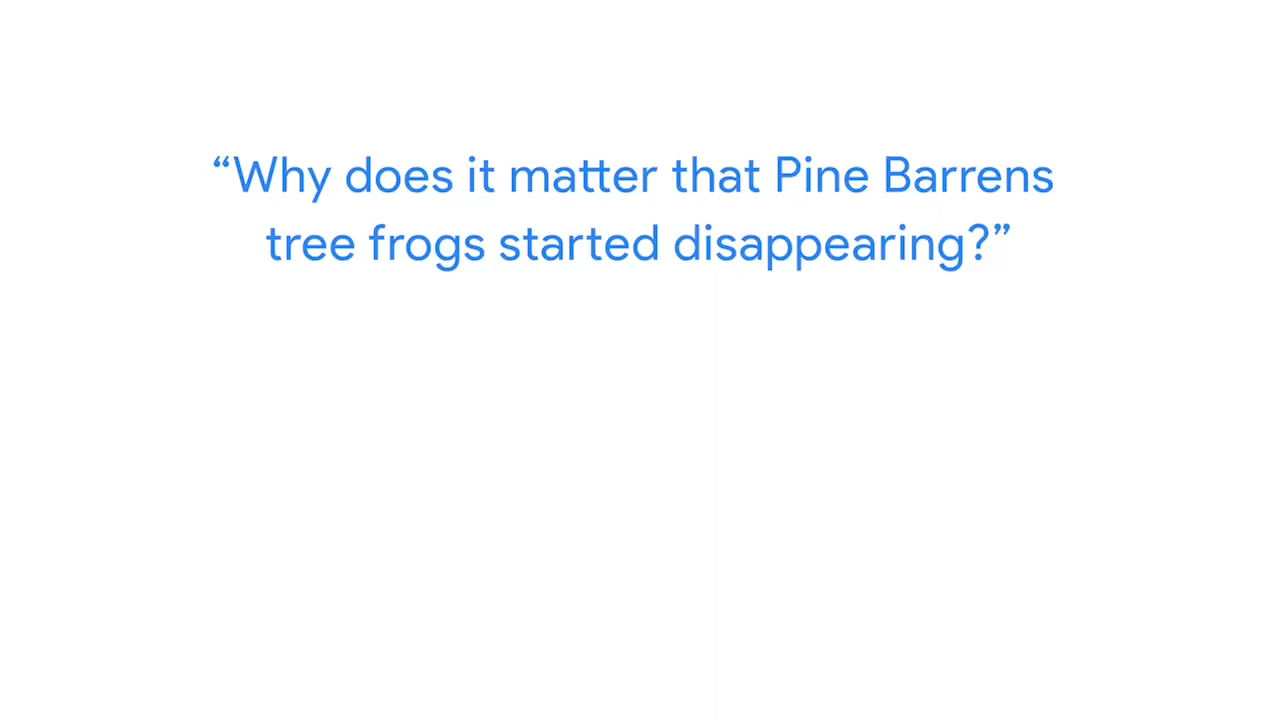 “Why does it matter that Pine Barrens
tree frogs started disappearing?”